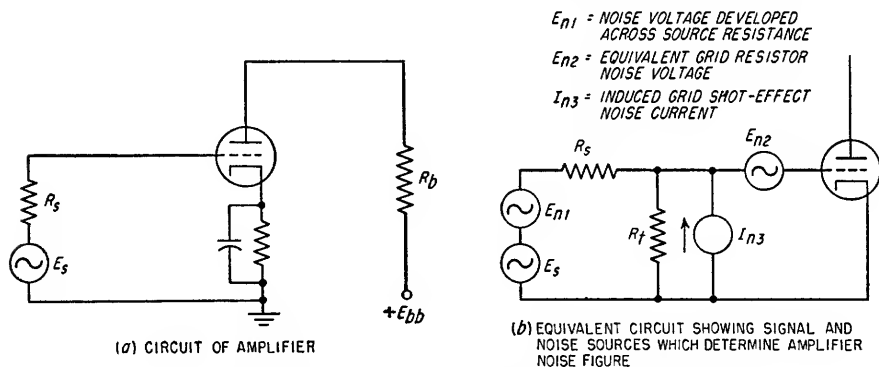 En1 = NOISE VOLTAGE DEVELOPED
ACROSS SOURCE RESISTANCE
En2 = EQUIVALENT GRID RESISTOR
NOISE VOLTAGE
In3 = INDUCED GRID SHOT-EFFECT
NOISE CURRENT
Rs
Es
Rb
+Ebb
(a) CIRCUIT OF AMPLIFIER
Rs
En2
En1
Es
Rt
In3
(b) EQUIVALENT CIRCUIT SHOWING SIGNAL AND
NOISE SOURCES WHICH DETERMINE AMPLIFIER
NOISE FIGURE